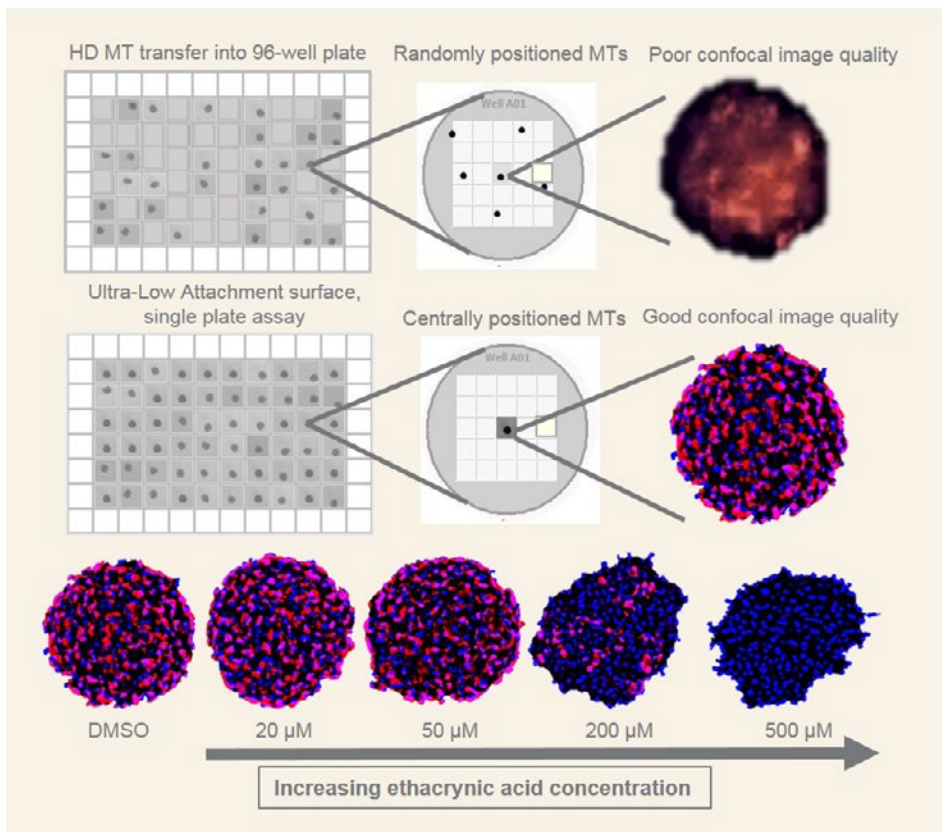 HD MT transfer into 96-well plate
Randomly positioned MTs
Poor confocal image quality
Well A01
Ultra-Low Attachment surface,
single plate assay
Centrally positioned MTs
Good confocal image quality
Well A01
DMSO
20 µM
50 µM
200 µM
500 µM
Increasing ethacrynic acid concentration